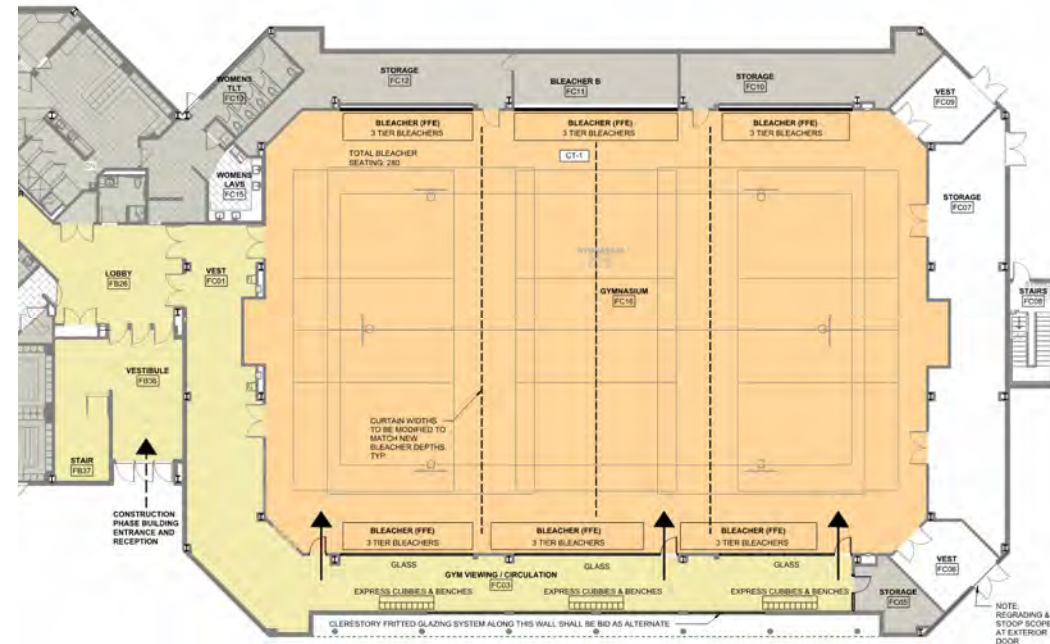 STORAGE
FC12
BLEACHER B
FC11
STORAGE
FC10
WOMENS
TLT
FC13
VEST
FC09
BLEACHER (FFE)
3 TIER BLEACHERS
BLEACHER (FFE)
3 TIER BLEACHERS
BLEACHER (FFE)
3 TIER BLEACHERS
TOTAL BLEACHER
SEATING: 280
CT-1
WOMENS
LAVS
FC15
STORAGE
FC07
LOBBY
FB26
VEST
FC01
GYMNASIUM
GYMNASIUM
FC16
STAIRS
FC08
VESTIBULE
FB36
CURTAIN WIDTHS
TO BE MODIFIED TO
MATCH NEW
BLEACHER DEPTHS,
TYP
STAIR
FB37
CONSTRUCTION
PHASE BUILDING
ENTRANCE AND
RECEPTION
BLEACHER (FFE)
3 TIER BLEACHERS
BLEACHER (FFE)
3 TIER BLEACHERS
BLEACHER (FFE)
3 TIER BLEACHERS
GLASS
GLASS
GLASS
GYM VIEWING / CIRCULATION
FC03
EXPRESS CUBBIES & BENCHES
EXPRESS CUBBIES & BENCHES
EXPRESS CUBBIES & BENCHES
VEST
FC06
STORAGE
FC05
CLERESTORY FRITTED GLAZING SYSTEM ALONG THIS WALL SHALL BE BID AS ALTERNATE
NOTE:
REGRADING &
STOOP SCOPE
AT EXTERIOR
DOOR